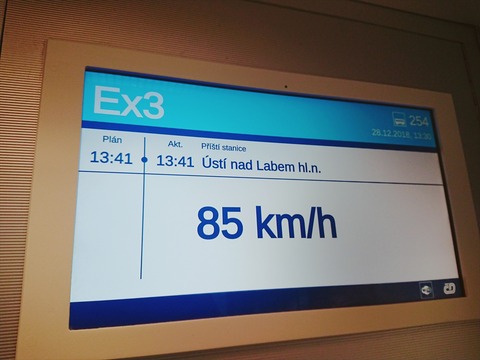 Ex3
254
28.12.2018, 13:30
Plán
Akt.
Příští stanice
13:41
13:41
Ústí nad Labem hl.n.
85 km/h